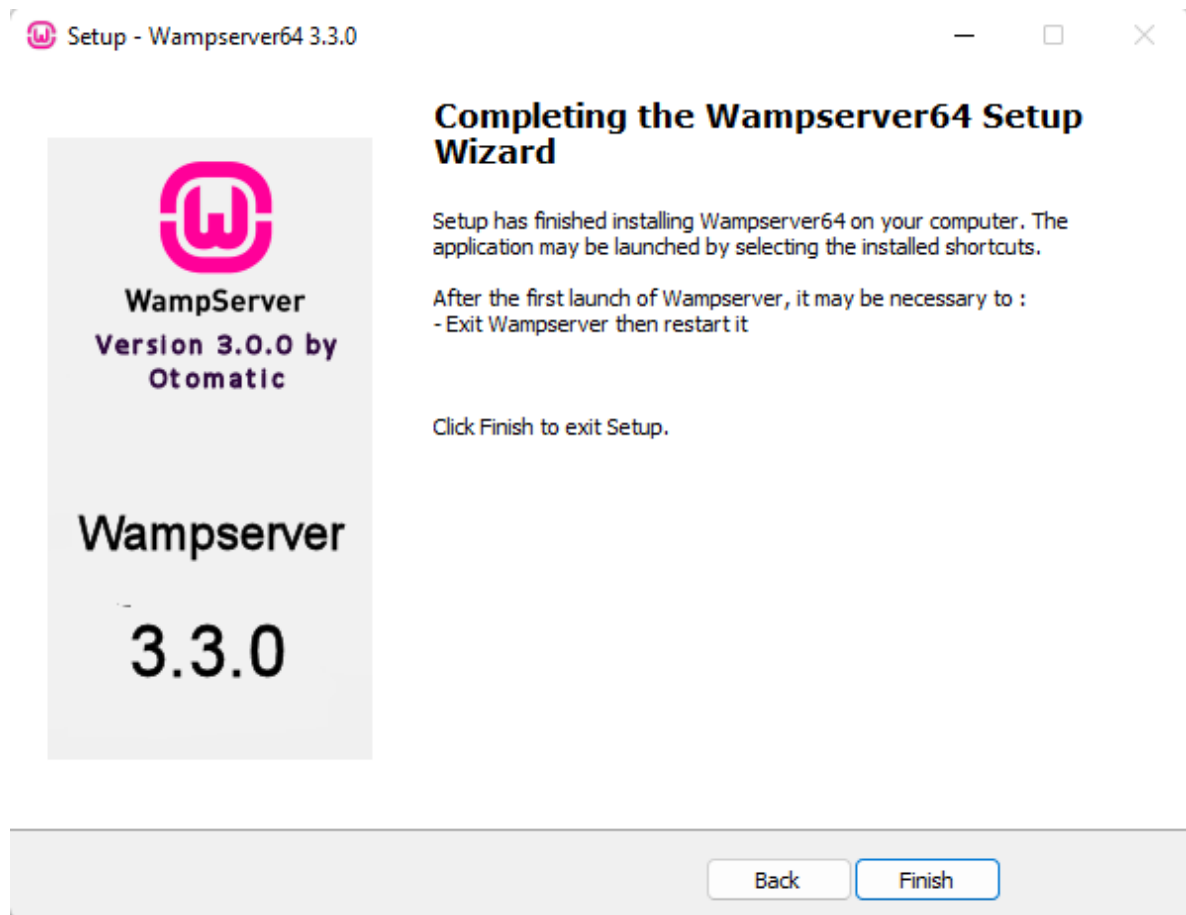 Setup - Wampserver64 3.3.0
Completing the Wampserver64 Setup
Wizard
Setup has finished installing Wampserver64 on your computer. The
application may be launched by selecting the installed shortcuts.
After the first launch of Wampserver, it may be necessary to :
- Exit Wampserver then restart it
Click Finish to exit Setup.
WampServer
Version 3.0.0 by
Otomatic
Wampserver
3.3.0
Back
Finish